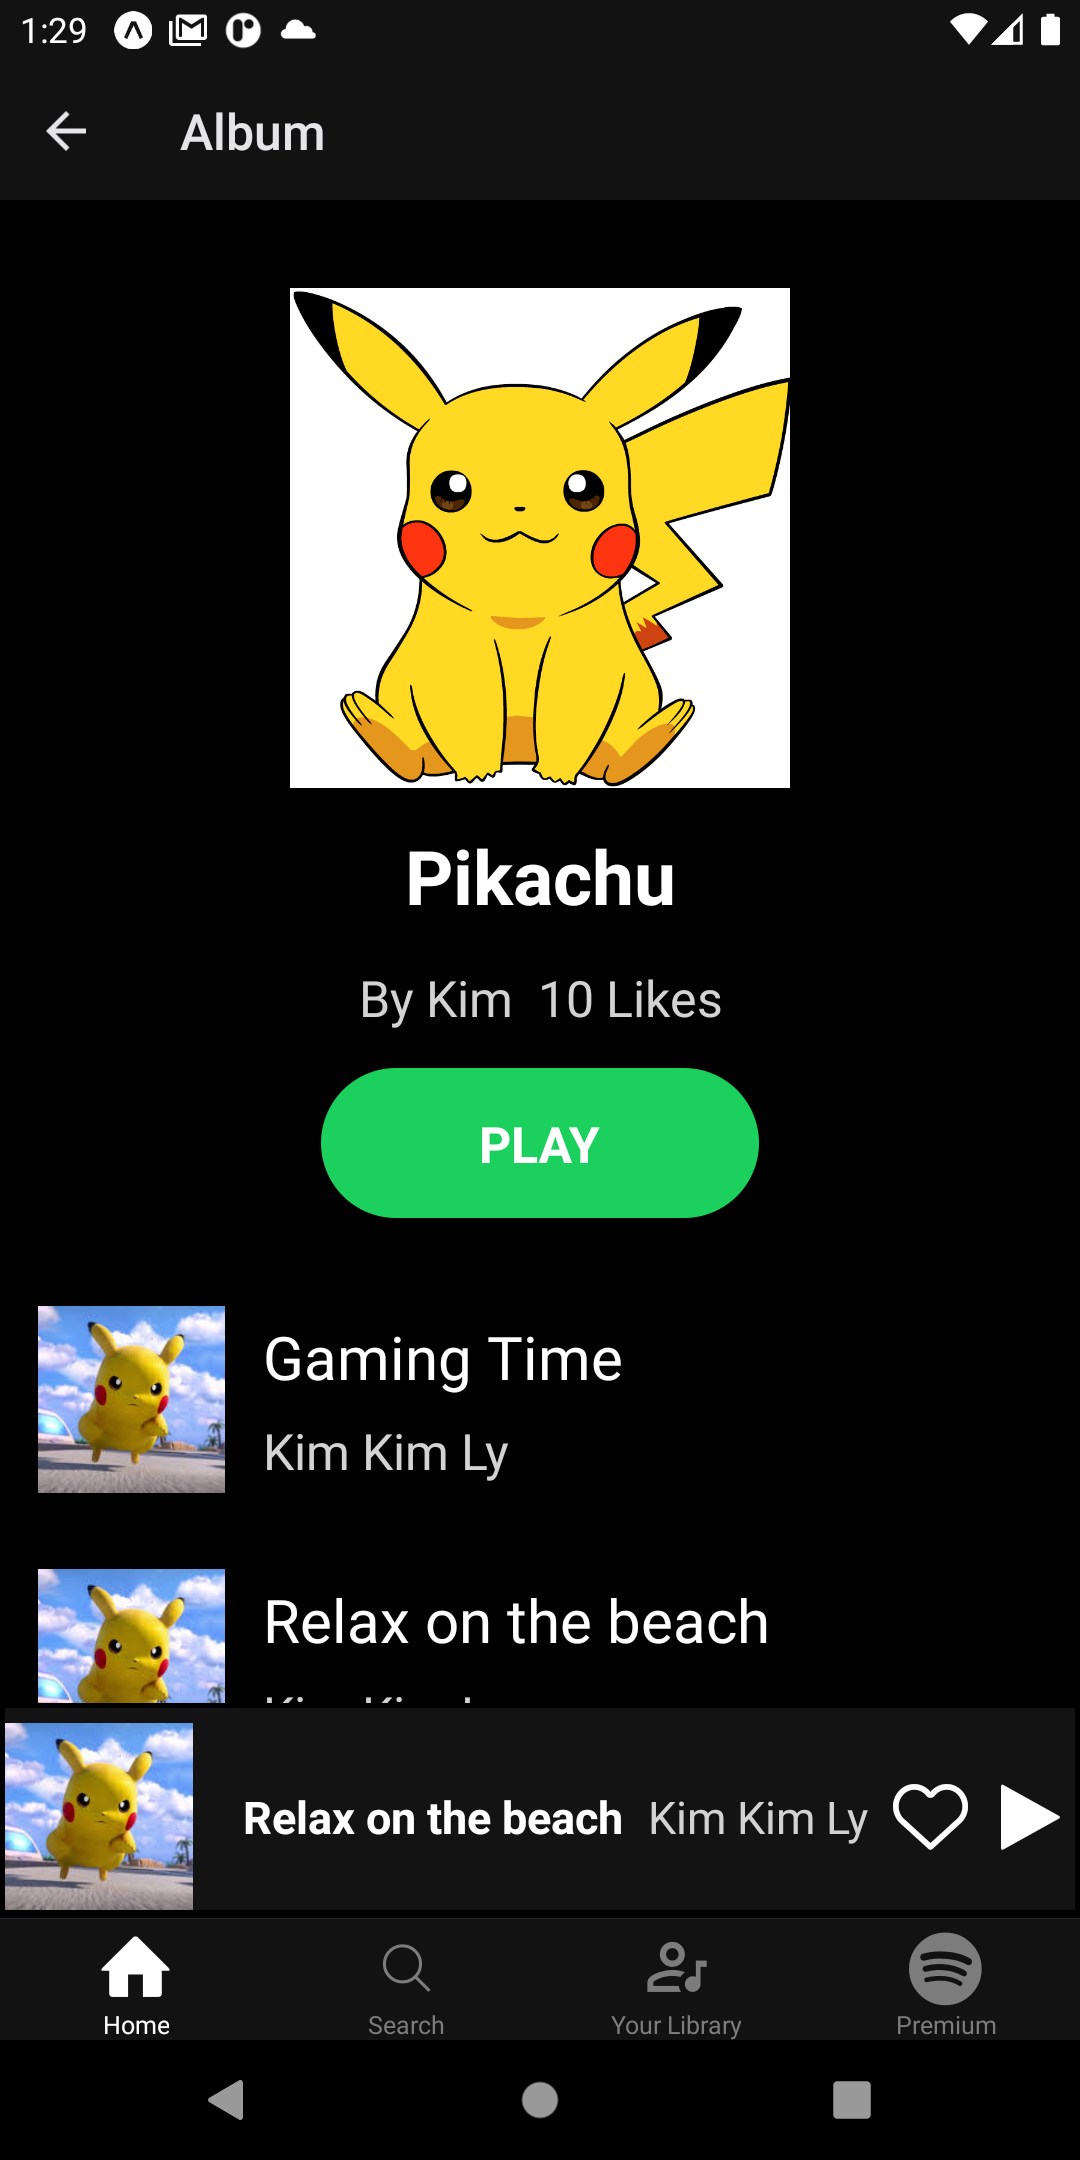 1:29
Album
Pikachu
By Kim 10 Likes
PLAY
Gaming Time
Kim Kim Ly
Relax on the beach
Relax on the beach Kim Kim Ly
Home Search Your Library Premium